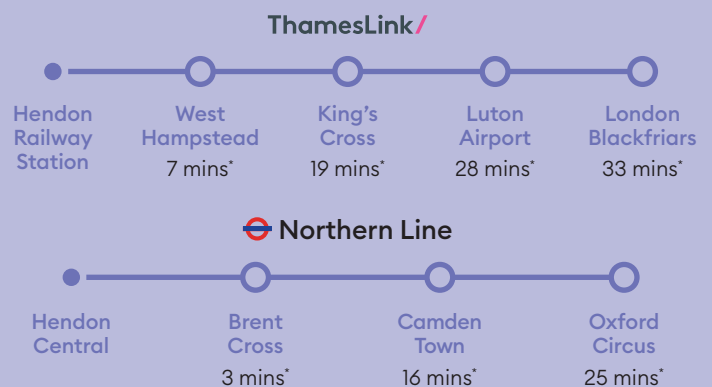 ThamesLink/
Hendon
Railway
Station
West
Hampstead
7 mins*
King's
Cross
19 mins*
Luton
Airport
28 mins*
London
Blackfriars
33 mins*
Northern Line
Hendon
Central
Brent
Cross
3 mins*
Camden
Town
16 mins*
Oxford
Circus
25 mins*